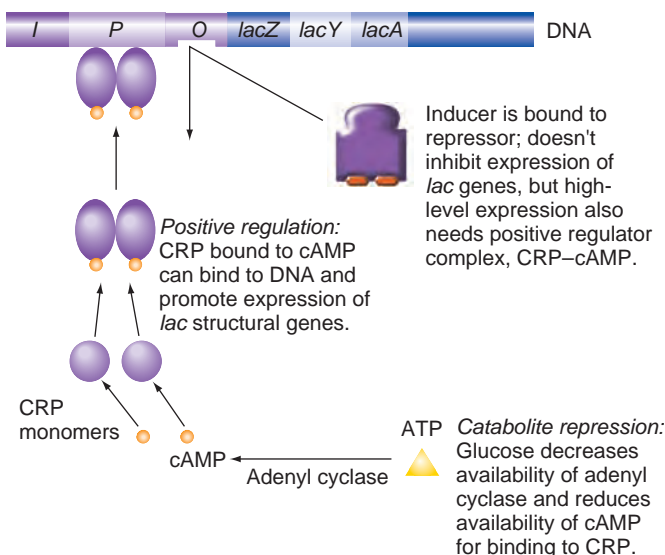 I P O lacZ lacY lacA DNA
Inducer is bound to
repressor; doesn't
inhibit expression of
lac genes, but high-
level expression also
needs positive regulator
complex, CRP–cAMP.
Positive regulation:
CRP bound to cAMP
can bind to DNA and
promote expression of
lac structural genes.
CRP
monomers
cAMP
Adenyl cyclase
ATP
Catabolite repression:
Glucose decreases
availability of adenyl
cyclase and reduces
availability of cAMP
for binding to CRP.